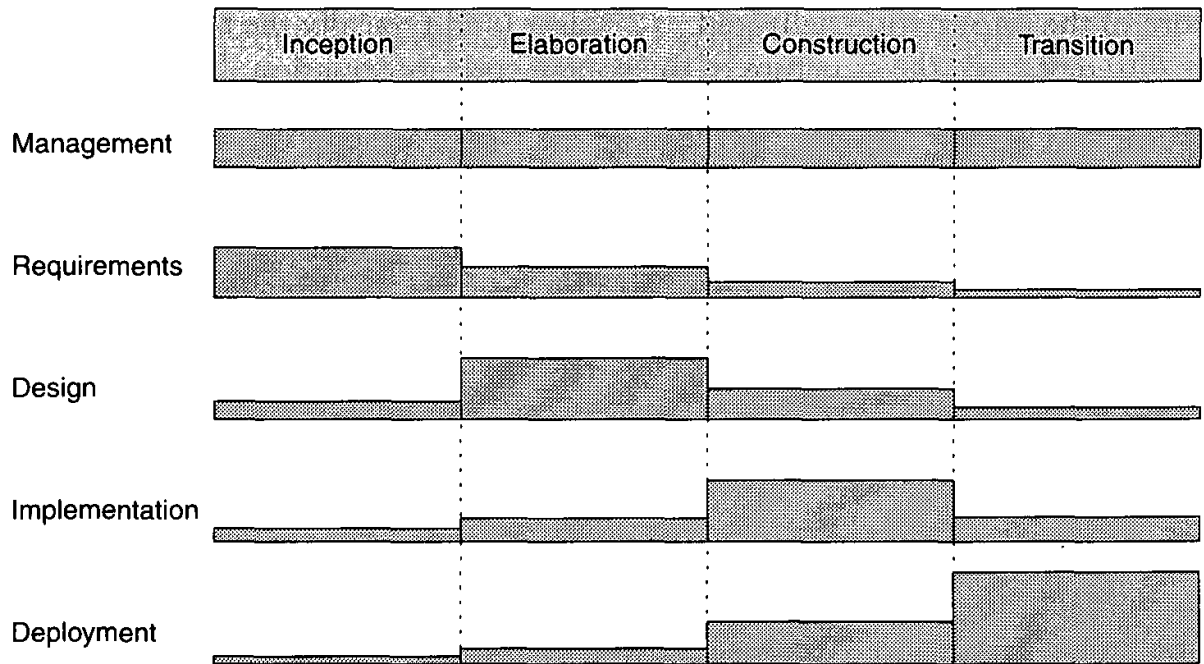 Inception Elaboration Construction Transition
Management
Requirements
Design
Implementation
Deployment